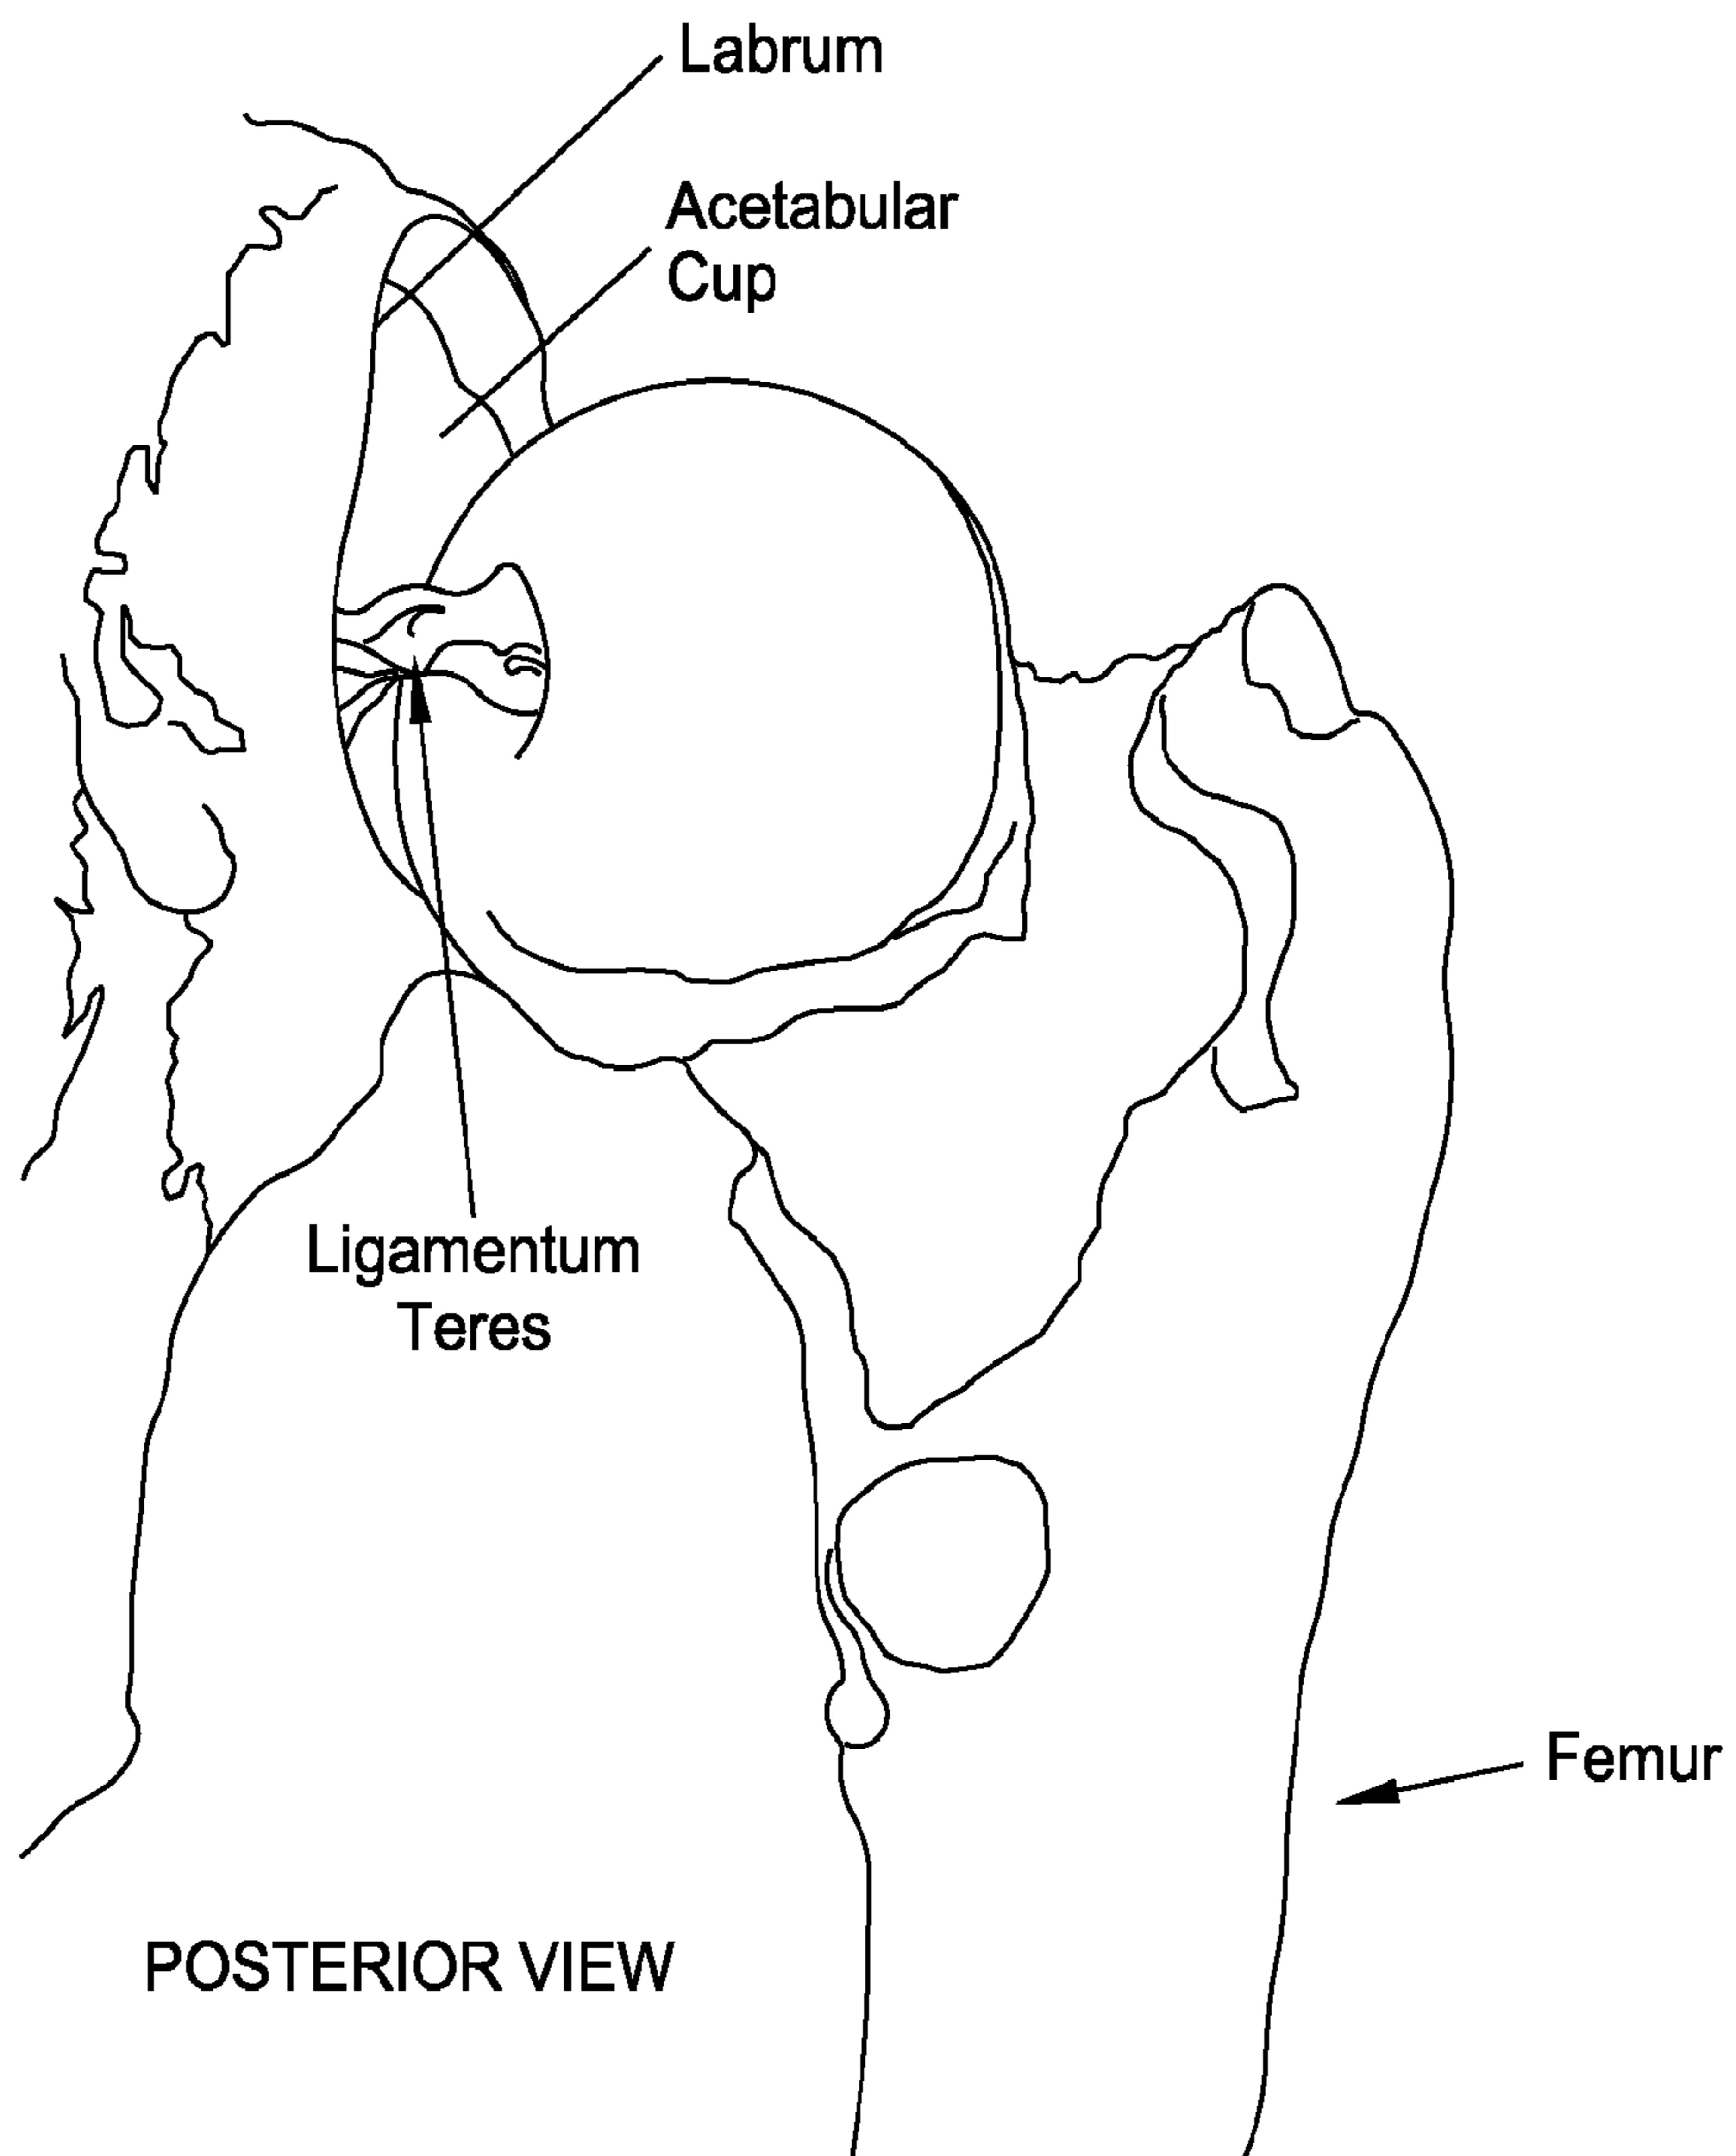 Labrum
Acetabular
Cup
Ligamentum
Teres
Femur
POSTERIOR VIEW